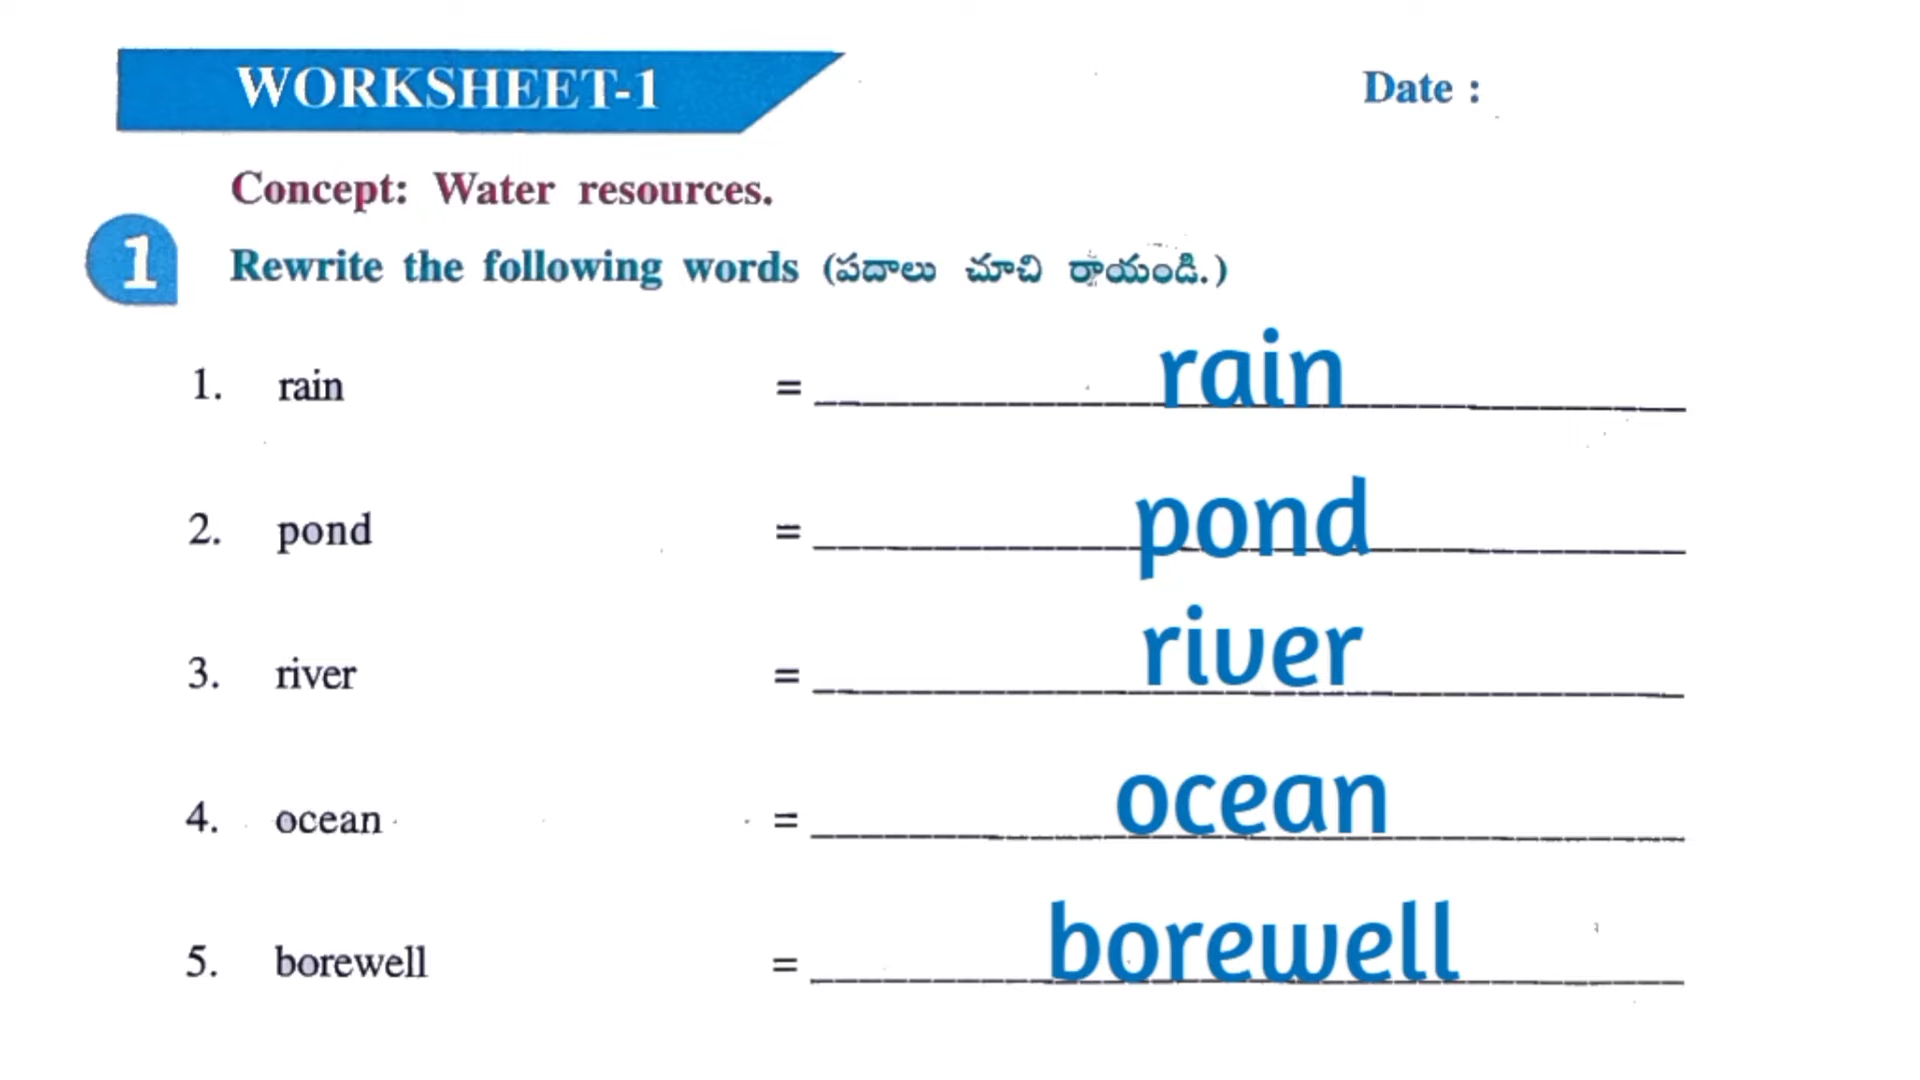 WORKSHEET-1
Date :
Concept: Water resources.
1 Rewrite the following words (పదాలు చూచి రాయండి.)
1. rain = rain
2. pond = pond
3. river = river
4. ocean = ocean
5. borewell = borewell